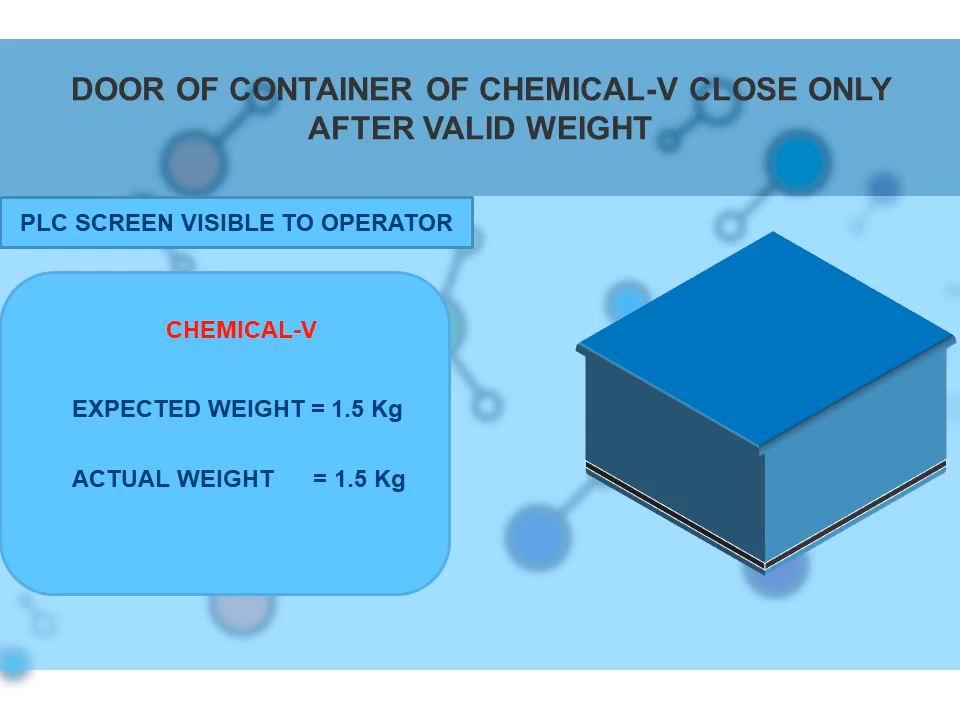 DOOR OF CONTAINER OF CHEMICAL-V CLOSE ONLY
AFTER VALID WEIGHT
PLC SCREEN VISIBLE TO OPERATOR
CHEMICAL-V
EXPECTED WEIGHT = 1.5 Kg
ACTUAL WEIGHT = 1.5 Kg